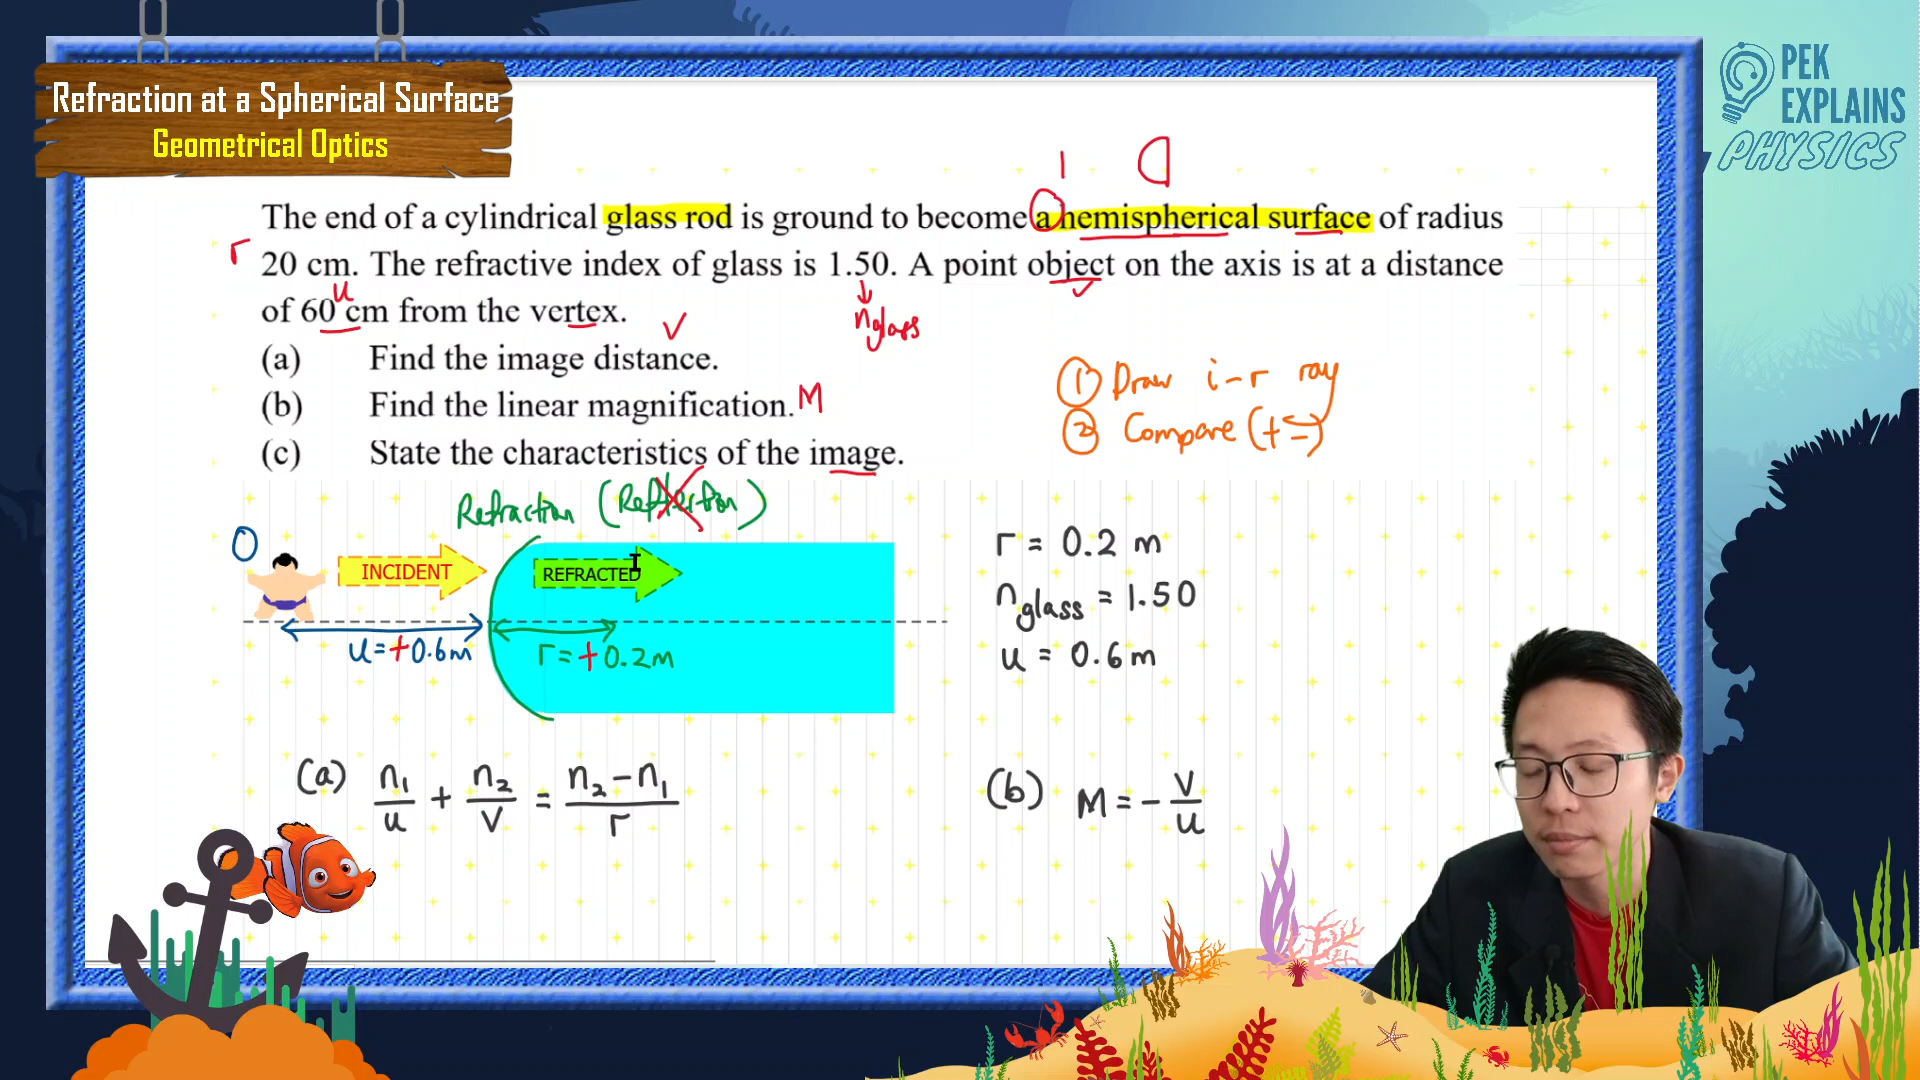 Refraction at a Spherical Surface
Geometrical Optics
PEK
EXPLAINS
PHYSICS
1
The end of a cylindrical glass rod is ground to become a hemispherical surface of radius
r
20 cm. The refractive index of glass is 1.50. A point object on the axis is at a distance
u
of 60 cm from the vertex.
v
n glass
(a) Find the image distance.
(b) Find the linear magnification. M
(c) State the characteristics of the image.
① Draw i-r ray
② Compare (+ -)
Refraction (Reflection)
O
INCIDENT
REFRACTED
u = +0.6m
r = +0.2m
r = 0.2 m
n glass = 1.50
u = 0.6 m
(a) n₁/u + n₂/v = (n₂ - n₁)/r
(b) M = - v/u